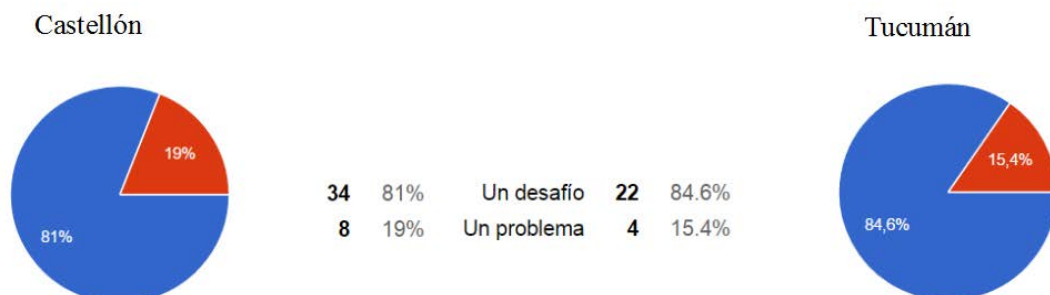 Castellón
Tucumán
19%
81%
34 81% Un desafío 22 84.6%
8 19% Un problema 4 15.4%
15,4%
84,6%